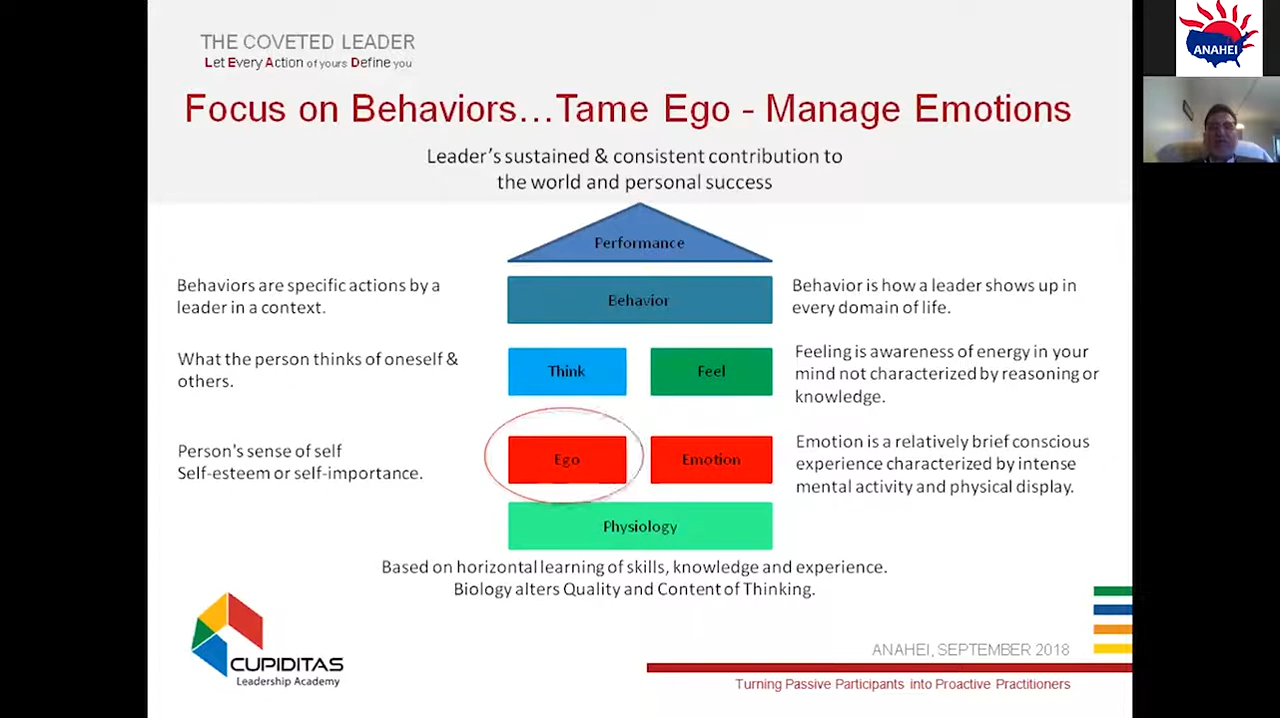 THE COVETED LEADER
Let Every Action of yours Define you
ANAHEI
Focus on Behaviors...Tame Ego - Manage Emotions
Leader's sustained & consistent contribution to
the world and personal success
Performance
Behaviors are specific actions by a
leader in a context.
Behavior
Behavior is how a leader shows up in
every domain of life.
What the person thinks of oneself &
others.
Think
Feel
Feeling is awareness of energy in your
mind not characterized by reasoning or
knowledge.
Person's sense of self
Self-esteem or self-importance.
Ego
Emotion
Emotion is a relatively brief conscious
experience characterized by intense
mental activity and physical display.
Physiology
Based on horizontal learning of skills, knowledge and experience.
Biology alters Quality and Content of Thinking.
CUPIDITAS
Leadership Academy
ANAHEI, SEPTEMBER 2018
Turning Passive Participants into Proactive Practitioners